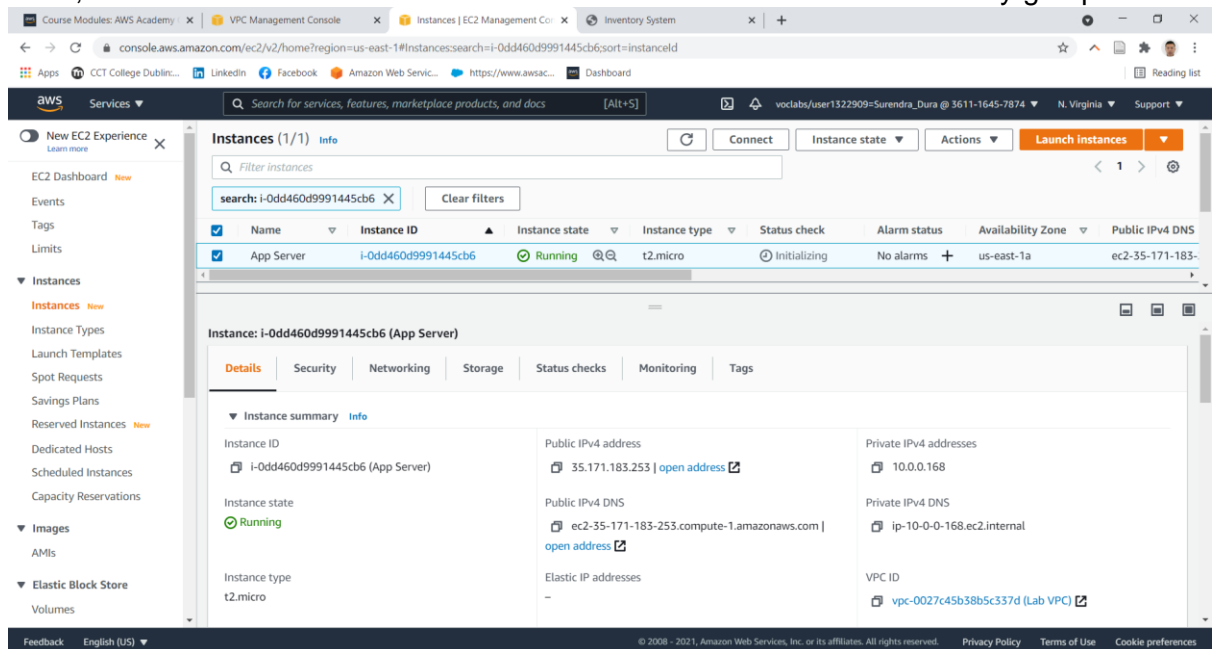 Course Modules: AWS Academy
VPC Management Console
Instances | EC2 Management Con
Inventory System
console.aws.amazon.com/ec2/v2/home?region=us-east-1#Instances:search=i-0dd460d9991445cb6;sort=instanceId
Apps CCT College Dublin:... LinkedIn Facebook Amazon Web Servic... https://www.awsac... Dashboard Reading list
aws Services ▼ Search for services, features, marketplace products, and docs [Alt+S] voclabs/user1322909=Surendra_Dura @ 3611-1645-7874 ▼ N. Virginia ▼ Support ▼
New EC2 Experience
Learn more
EC2 Dashboard New
Events
Tags
Limits
▼ Instances
Instances New
Instance Types
Launch Templates
Spot Requests
Savings Plans
Reserved Instances New
Dedicated Hosts
Scheduled Instances
Capacity Reservations
▼ Images
AMIs
▼ Elastic Block Store
Volumes
Instances (1/1) Info Connect Instance state ▼ Actions ▼ Launch instances ▼
Filter instances < 1 >
search: i-0dd460d9991445cb6 Clear filters
Name Instance ID Instance state Instance type Status check Alarm status Availability Zone Public IPv4 DNS
App Server i-0dd460d9991445cb6 Running t2.micro Initializing No alarms + us-east-1a ec2-35-171-183-
Instance: i-0dd460d9991445cb6 (App Server)
Details Security Networking Storage Status checks Monitoring Tags
▼ Instance summary Info
Instance ID Public IPv4 address Private IPv4 addresses
i-0dd460d9991445cb6 (App Server) 35.171.183.253 | open address 10.0.0.168
Instance state Public IPv4 DNS Private IPv4 DNS
Running ec2-35-171-183-253.compute-1.amazonaws.com | ip-10-0-0-168.ec2.internal
open address
Instance type Elastic IP addresses VPC ID
t2.micro – vpc-0027c45b38b5c337d (Lab VPC)
Feedback English (US) ▼ © 2008 - 2021, Amazon Web Services, Inc. or its affiliates. All rights reserved. Privacy Policy Terms of Use Cookie preferences